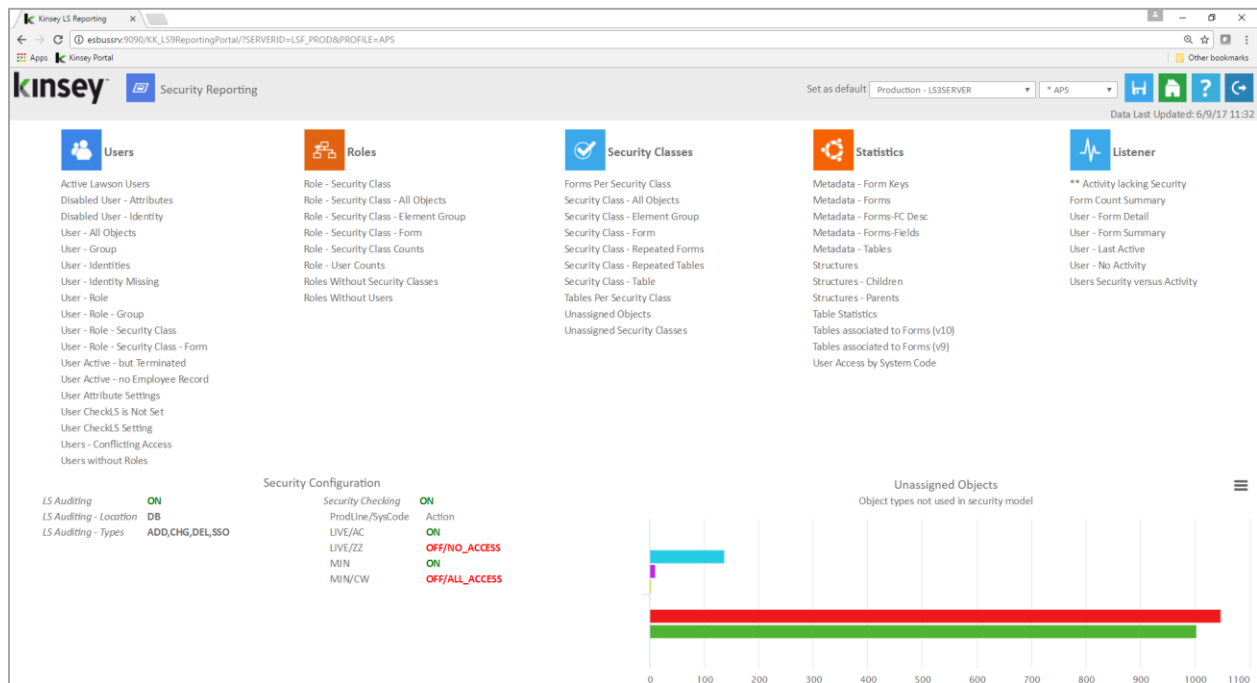 Kinsey LS Reporting
esbussrv:9090/KK_LS9ReportingPortal/?SERVERID=LSF_PROD&PROFILE=APS
Apps Kinsey Portal Other bookmarks
kinsey Security Reporting Set as default Production - LS3SERVER * APS
Data Last Updated: 6/9/17 11:32
Users
Active Lawson Users
Disabled User - Attributes
Disabled User - Identity
User - All Objects
User - Group
User - Identities
User - Identity Missing
User - Role
User - Role - Group
User - Role - Security Class
User - Role - Security Class - Form
User Active - but Terminated
User Active - no Employee Record
User Attribute Settings
User CheckLS is Not Set
User CheckLS Setting
Users - Conflicting Access
Users without Roles
Roles
Role - Security Class
Role - Security Class - All Objects
Role - Security Class - Element Group
Role - Security Class - Form
Role - Security Class Counts
Role - User Counts
Roles Without Security Classes
Roles Without Users
Security Classes
Forms Per Security Class
Security Class - All Objects
Security Class - Element Group
Security Class - Form
Security Class - Repeated Forms
Security Class - Repeated Tables
Security Class - Table
Tables Per Security Class
Unassigned Objects
Unassigned Security Classes
Statistics
Metadata - Form Keys
Metadata - Forms
Metadata - Forms-FC Desc
Metadata - Forms-Fields
Metadata - Tables
Structures
Structures - Children
Structures - Parents
Table Statistics
Tables associated to Forms (v10)
Tables associated to Forms (v9)
User Access by System Code
Listener
** Activity lacking Security
Form Count Summary
User - Form Detail
User - Form Summary
User - Last Active
User - No Activity
Users Security versus Activity
Security Configuration
LS Auditing ON
LS Auditing - Location DB
LS Auditing - Types ADD,CHG,DEL,SSO
Security Checking ON
ProdLine/SysCode Action
LIVE/AC ON
LIVE/ZZ OFF/NO_ACCESS
MIN ON
MIN/CW OFF/ALL_ACCESS
Unassigned Objects
Object types not used in security model
0 100 200 300 400 500 600 700 800 900 1000 1100